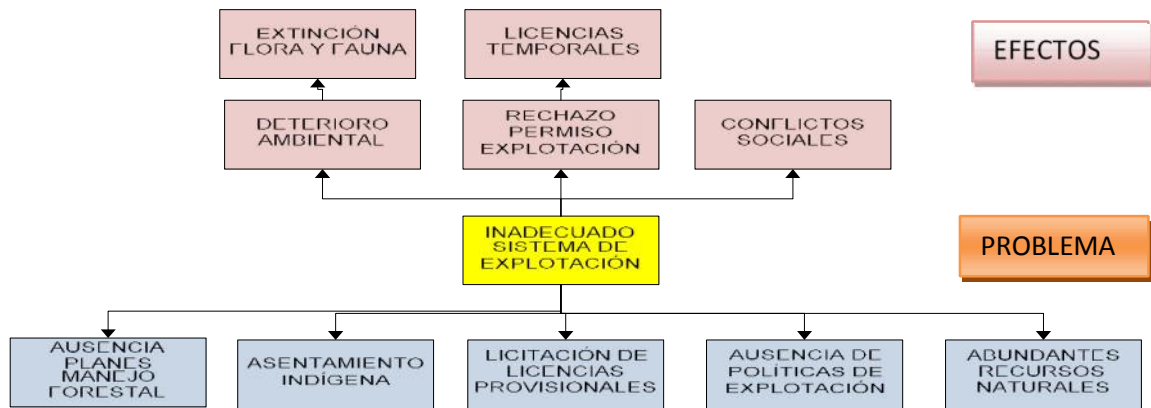 EXTINCIÓN
FLORA Y FAUNA
LICENCIAS
TEMPORALES
EFECTOS
DETERIORO
AMBIENTAL
RECHAZO
PERMISO
EXPLOTACIÓN
CONFLICTOS
SOCIALES
INADECUADO
SISTEMA DE
EXPLOTACIÓN
PROBLEMA
AUSENCIA
PLANES
MANEJO
FORESTAL
ASENTAMIENTO
INDÍGENA
LICITACIÓN DE
LICENCIAS
PROVISIONALES
AUSENCIA DE
POLÍTICAS DE
EXPLOTACIÓN
ABUNDANTES
RECURSOS
NATURALES